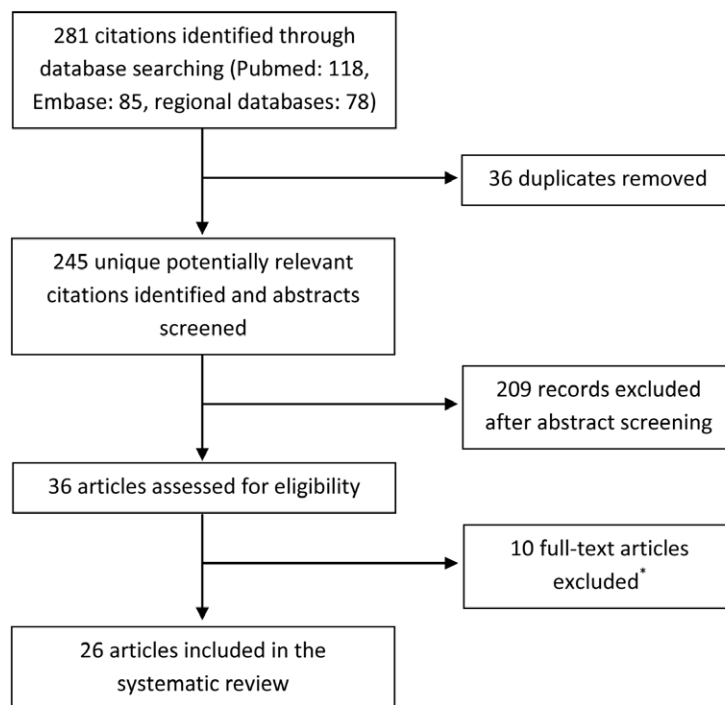 281 citations identified through
database searching (Pubmed: 118,
Embase: 85, regional databases: 78)
36 duplicates removed
245 unique potentially relevant
citations identified and abstracts
screened
209 records excluded
after abstract screening
36 articles assessed for eligibility
10 full-text articles
excluded*
26 articles included in the
systematic review